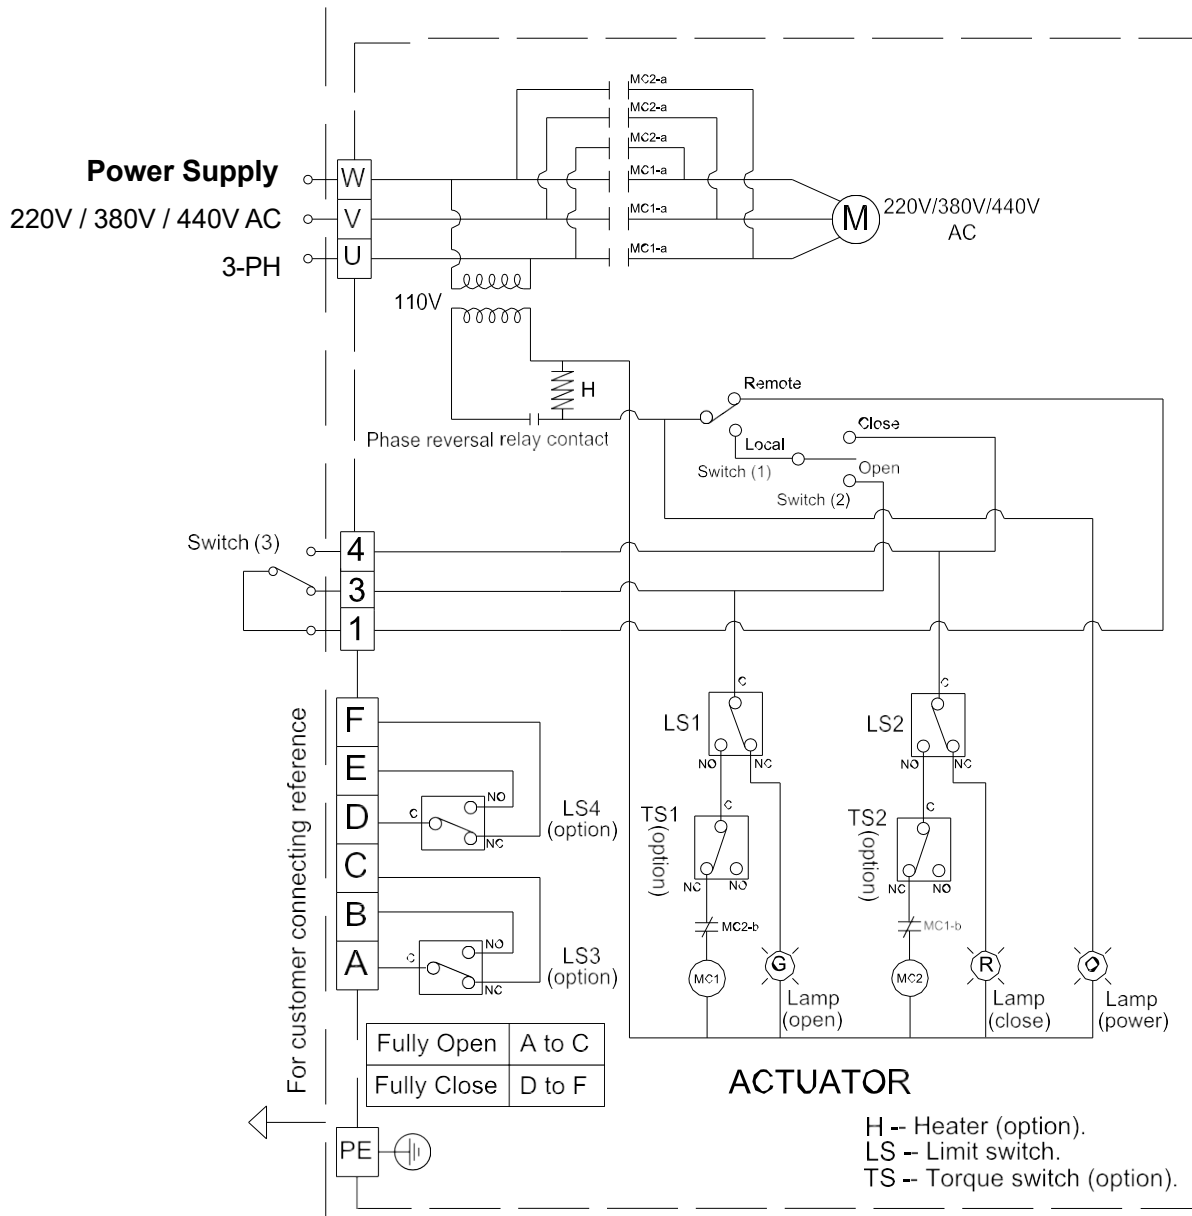 MC2-a
MC2-a
MC2-a
MC1-a
MC1-a
MC1-a
Power Supply
220V / 380V / 440V AC
3-PH
W
V
U
M
220V/380V/440V
AC
110V
H
Phase reversal relay contact
Remote
Local
Switch (1)
Close
Open
Switch (2)
Switch (3)
4
3
1
For customer connecting reference
F
E
D
C
B
A
C
NO
NC
LS4
(option)
C
NO
NC
LS3
(option)
LS1
C
NO
NC
TS1
(option)
C
NC
NO
MC2-b
MC1
G
Lamp
(open)
LS2
C
NO
NC
TS2
(option)
C
NC
NO
MC1-b
MC2
R
Lamp
(close)
O
Lamp
(power)
Fully Open A to C
Fully Close D to F
ACTUATOR
PE
H -- Heater (option).
LS -- Limit switch.
TS -- Torque switch (option).